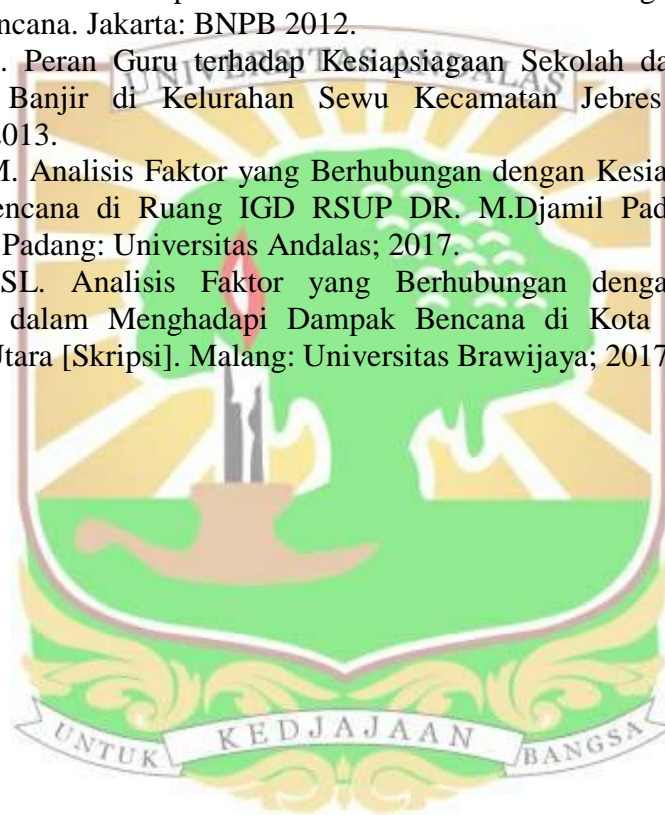 encana. Jakarta: BNPB 2012.
. Peran Guru terhadap Kesiapsiagaan Sekolah da
Banjir di Kelurahan Sewu Kecamatan Jebres
2013.
M. Analisis Faktor yang Berhubungan dengan Kesia
encana di Ruang IGD RSUP DR. M.Djamil Pad
Padang: Universitas Andalas; 2017.
SL. Analisis Faktor yang Berhubungan denga
dalam Menghadapi Dampak Bencana di Kota
Utara [Skripsi]. Malang: Universitas Brawijaya; 2017
UNIVERSITAS ANDALAS
UNTUK KEDJAJAAN BANGSA